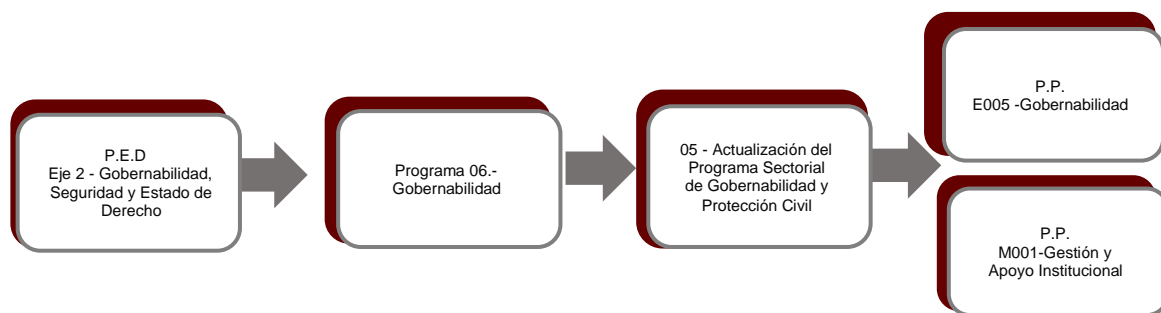 P.E.D
Eje 2 - Gobernabilidad,
Seguridad y Estado de
Derecho
Programa 06.-
Gobernabilidad
05 - Actualización del
Programa Sectorial
de Gobernabilidad y
Protección Civil
P.P.
E005 -Gobernabilidad
P.P.
M001-Gestión y
Apoyo Institucional